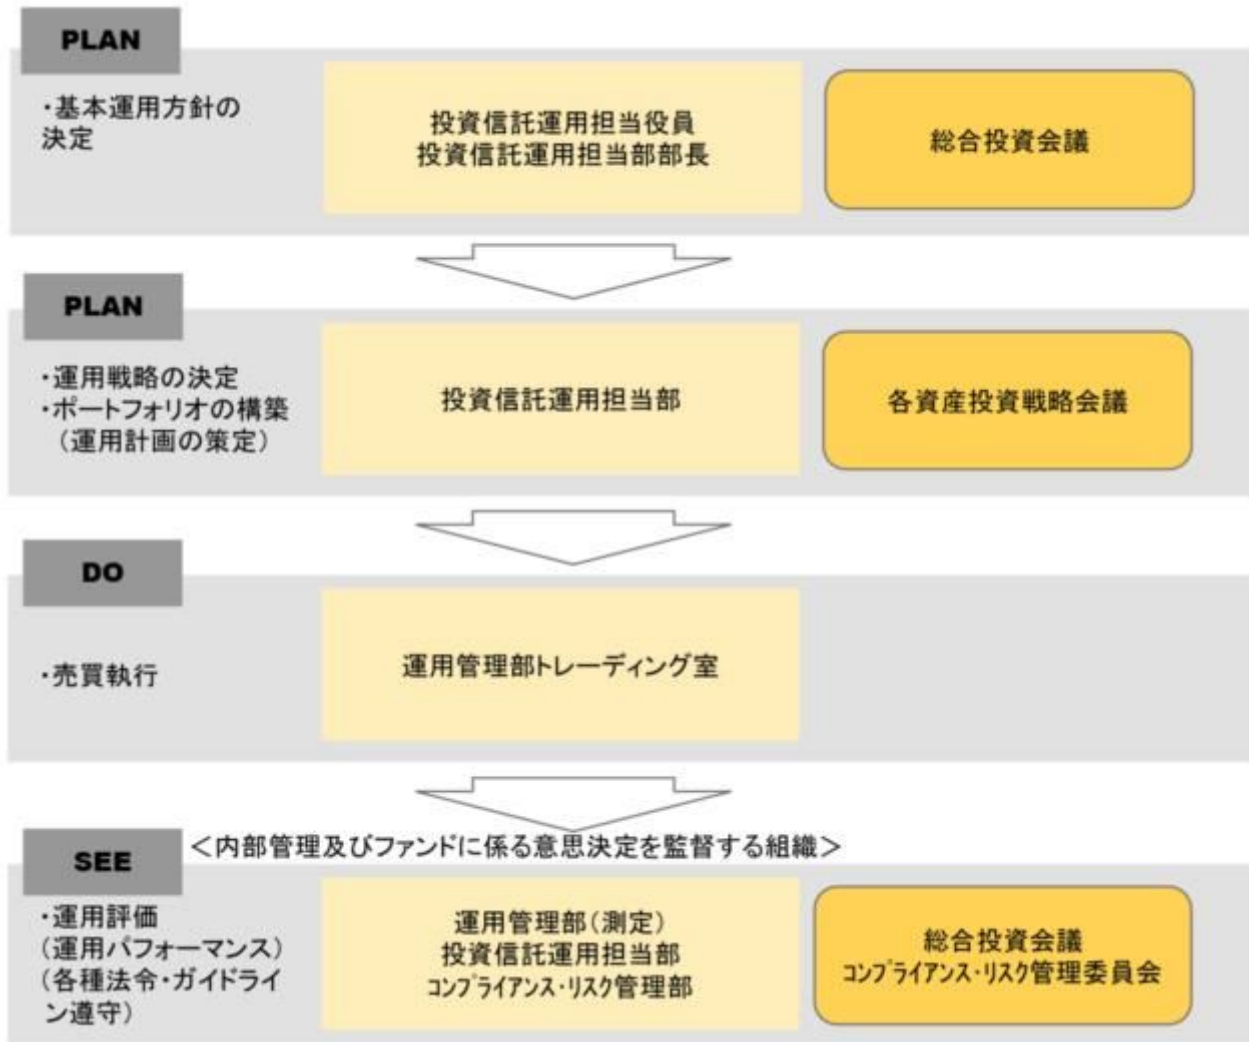 PLAN
・基本運用方針の
決定
投資信託運用担当役員
投資信託運用担当部部長
総合投資会議
PLAN
・運用戦略の決定
・ポートフォリオの構築
（運用計画の策定）
投資信託運用担当部
各資産投資戦略会議
DO
・売買執行
運用管理部トレーディング室
SEE
＜内部管理及びファンドに係る意思決定を監督する組織＞
・運用評価
（運用パフォーマンス）
（各種法令・ガイドライ
ン遵守）
運用管理部（測定）
投資信託運用担当部
ｺﾝﾌﾟﾗｲｱﾝｽ・ﾘｽｸ管理部
総合投資会議
ｺﾝﾌﾟﾗｲｱﾝｽ・ﾘｽｸ管理委員会